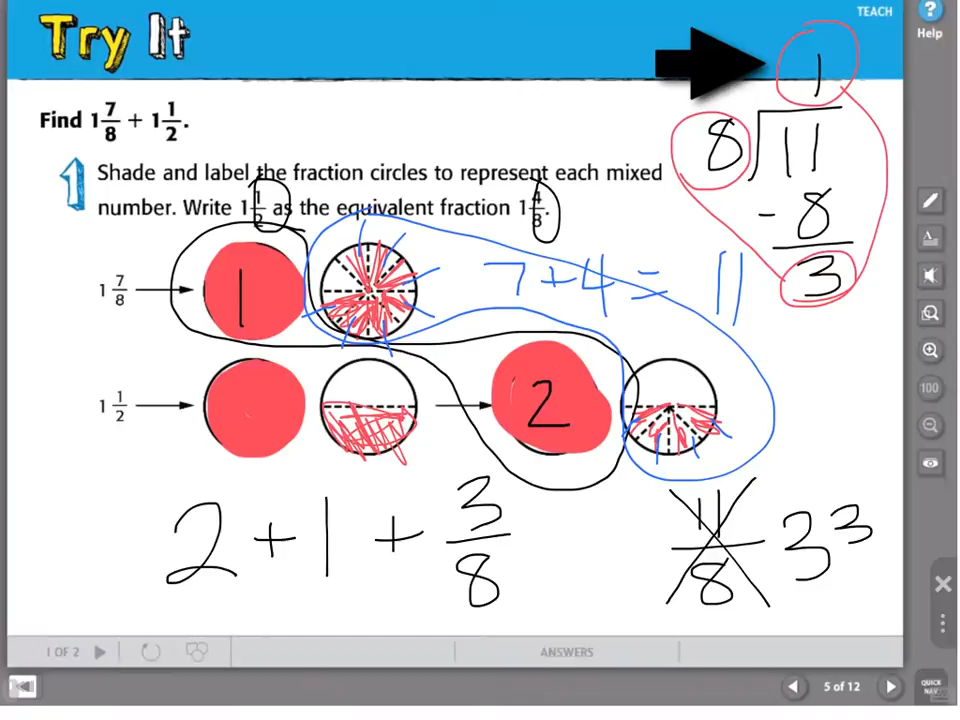 TEACH
?
Help
Try It
Find 1 7/8 + 1 1/2.
1 Shade and label the fraction circles to represent each mixed
number. Write 1 1/2 as the equivalent fraction 1 4/8.
1
8 11
- 8
3
1 7/8
1
7 + 4 = 11
1 1/2
2
2 + 1 + 3/8
11/8
3 3
100
1 OF 2
ANSWERS
5 of 12
QUICK
NAV